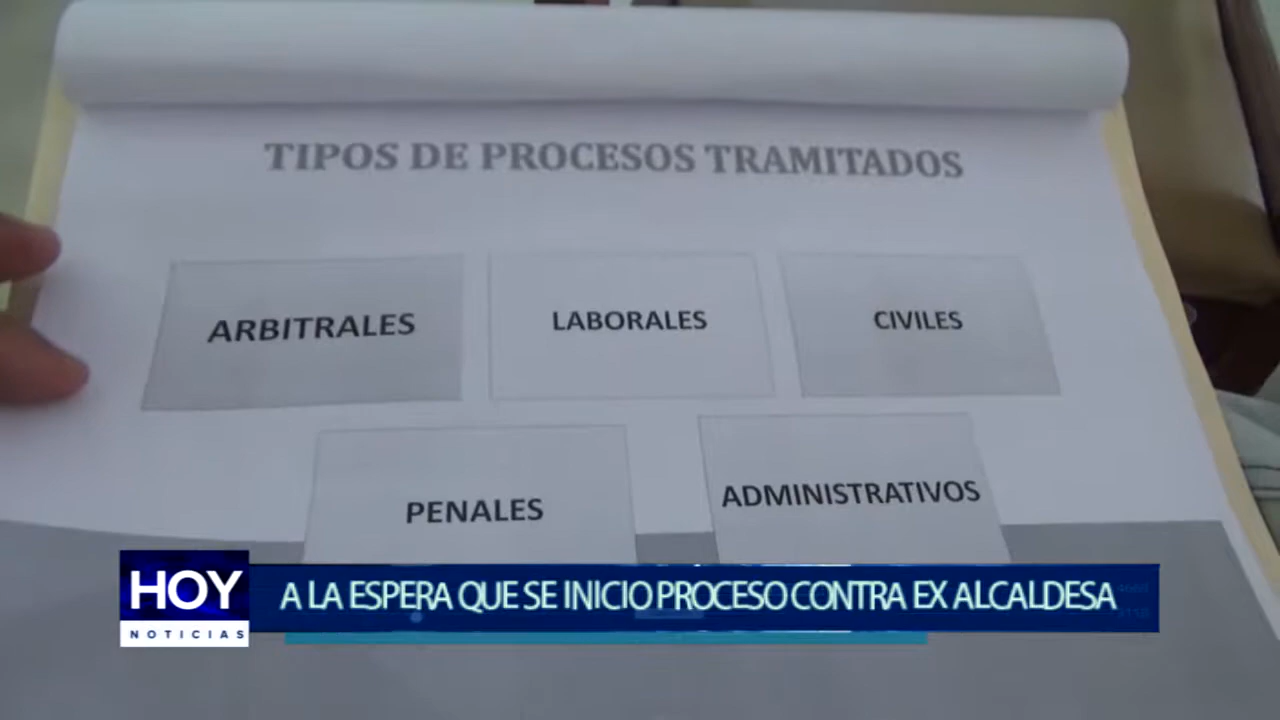 TIPOS DE PROCESOS TRAMITADOS
ARBITRALES
LABORALES
CIVILES
PENALES
ADMINISTRATIVOS
HOY
NOTICIAS
A LA ESPERA QUE SE INICIO PROCESO CONTRA EX ALCALDESA